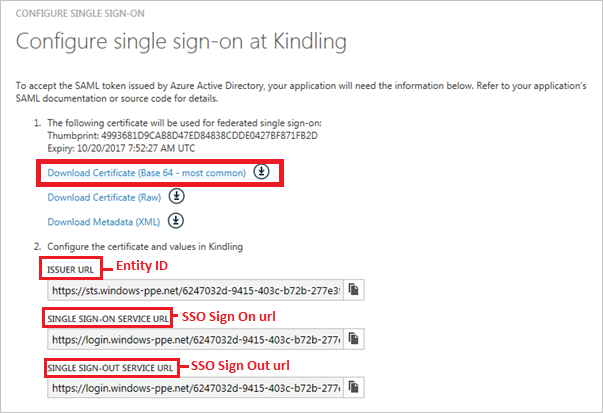 CONFIGURE SINGLE SIGN-ON
Configure single sign-on at Kindling
To accept the SAML token issued by Azure Active Directory, your application will need the information below. Refer to your application's
SAML documentation or source code for details.
1. The following certificate will be used for federated single sign-on:
Thumbprint: 4993681D9CAB8D47ED84838CDDE0427BF871FB2D
Expiry: 10/20/2017 7:52:27 AM UTC
Download Certificate (Base 64 - most common)
Download Certificate (Raw)
Download Metadata (XML)
2. Configure the certificate and values in Kindling
ISSUER URL Entity ID
https://sts.windows-ppe.net/6247032d-9415-403c-b72b-277e3
SINGLE SIGN-ON SERVICE URL SSO Sign On url
https://login.windows-ppe.net/6247032d-9415-403c-b72b-277
SINGLE SIGN-OUT SERVICE URL SSO Sign Out url
https://login.windows-ppe.net/6247032d-9415-403c-b72b-277